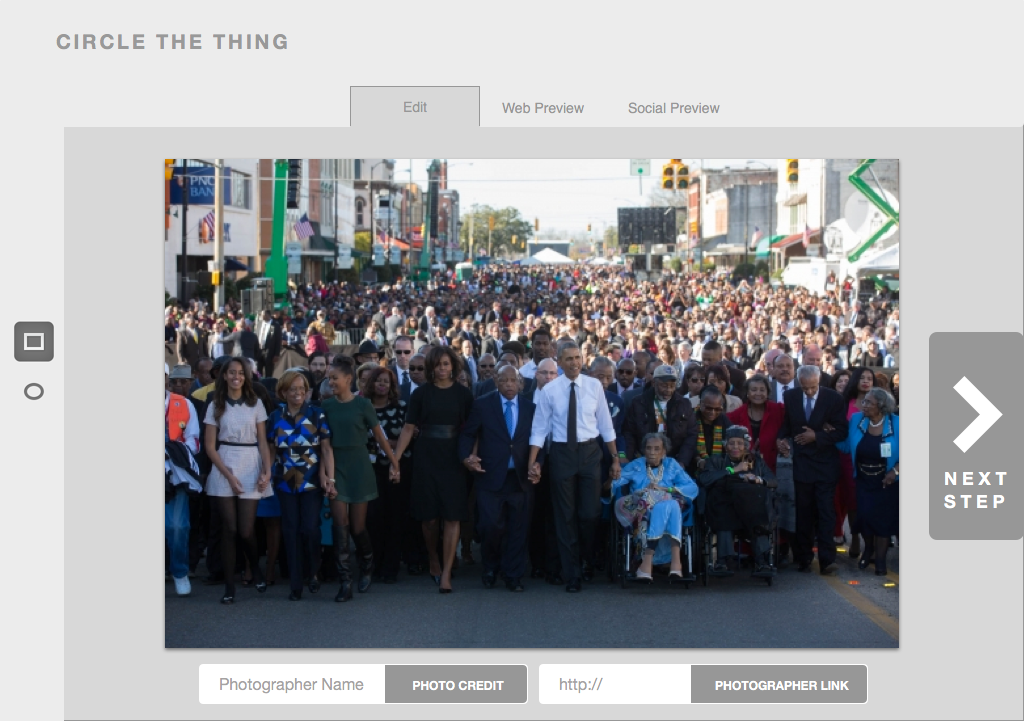 CIRCLE THE THING
Edit
Web Preview
Social Preview
PNC
BANK
NEXT
STEP
Photographer Name
PHOTO CREDIT
http://
PHOTOGRAPHER LINK